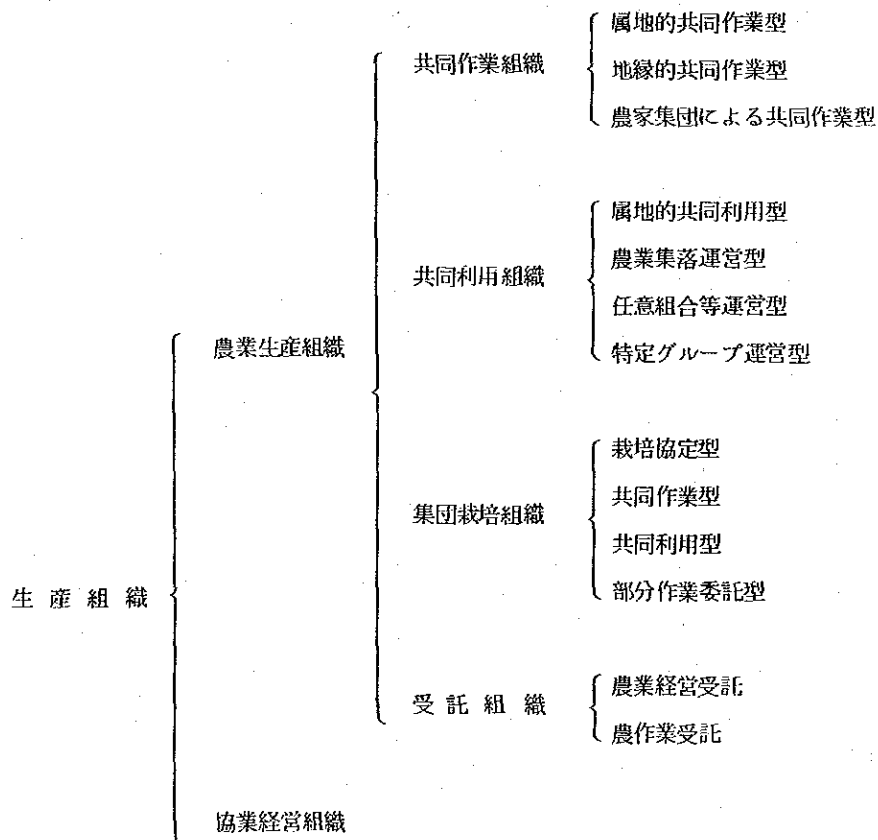 属地的共同作業型
共同作業組織
地縁的共同作業型
農家集団による共同作業型
属地的共同利用型
共同利用組織
農業集落運営型
任意組合等運営型
農業生産組織
特定グループ運営型
栽培協定型
集団栽培組織
共同作業型
共同利用型
生産組織
部分作業委託型
受託組織
農業経営受託
農作業受託
協業経営組織